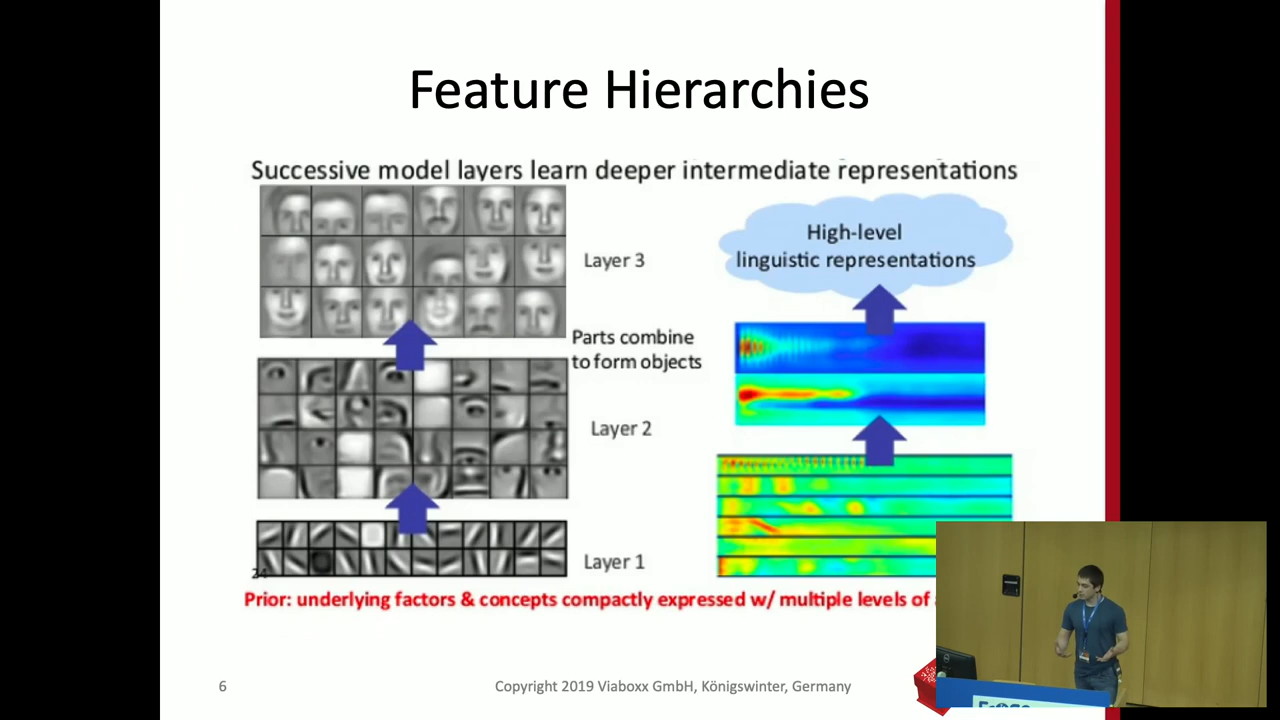 Feature Hierarchies
Successive model layers learn deeper intermediate representations
High-level
linguistic representations
Layer 3
Parts combine
to form objects
Layer 2
Layer 1
24
Prior: underlying factors & concepts compactly expressed w/ multiple levels of
6
Copyright 2019 Viaboxx GmbH, Königswinter, Germany